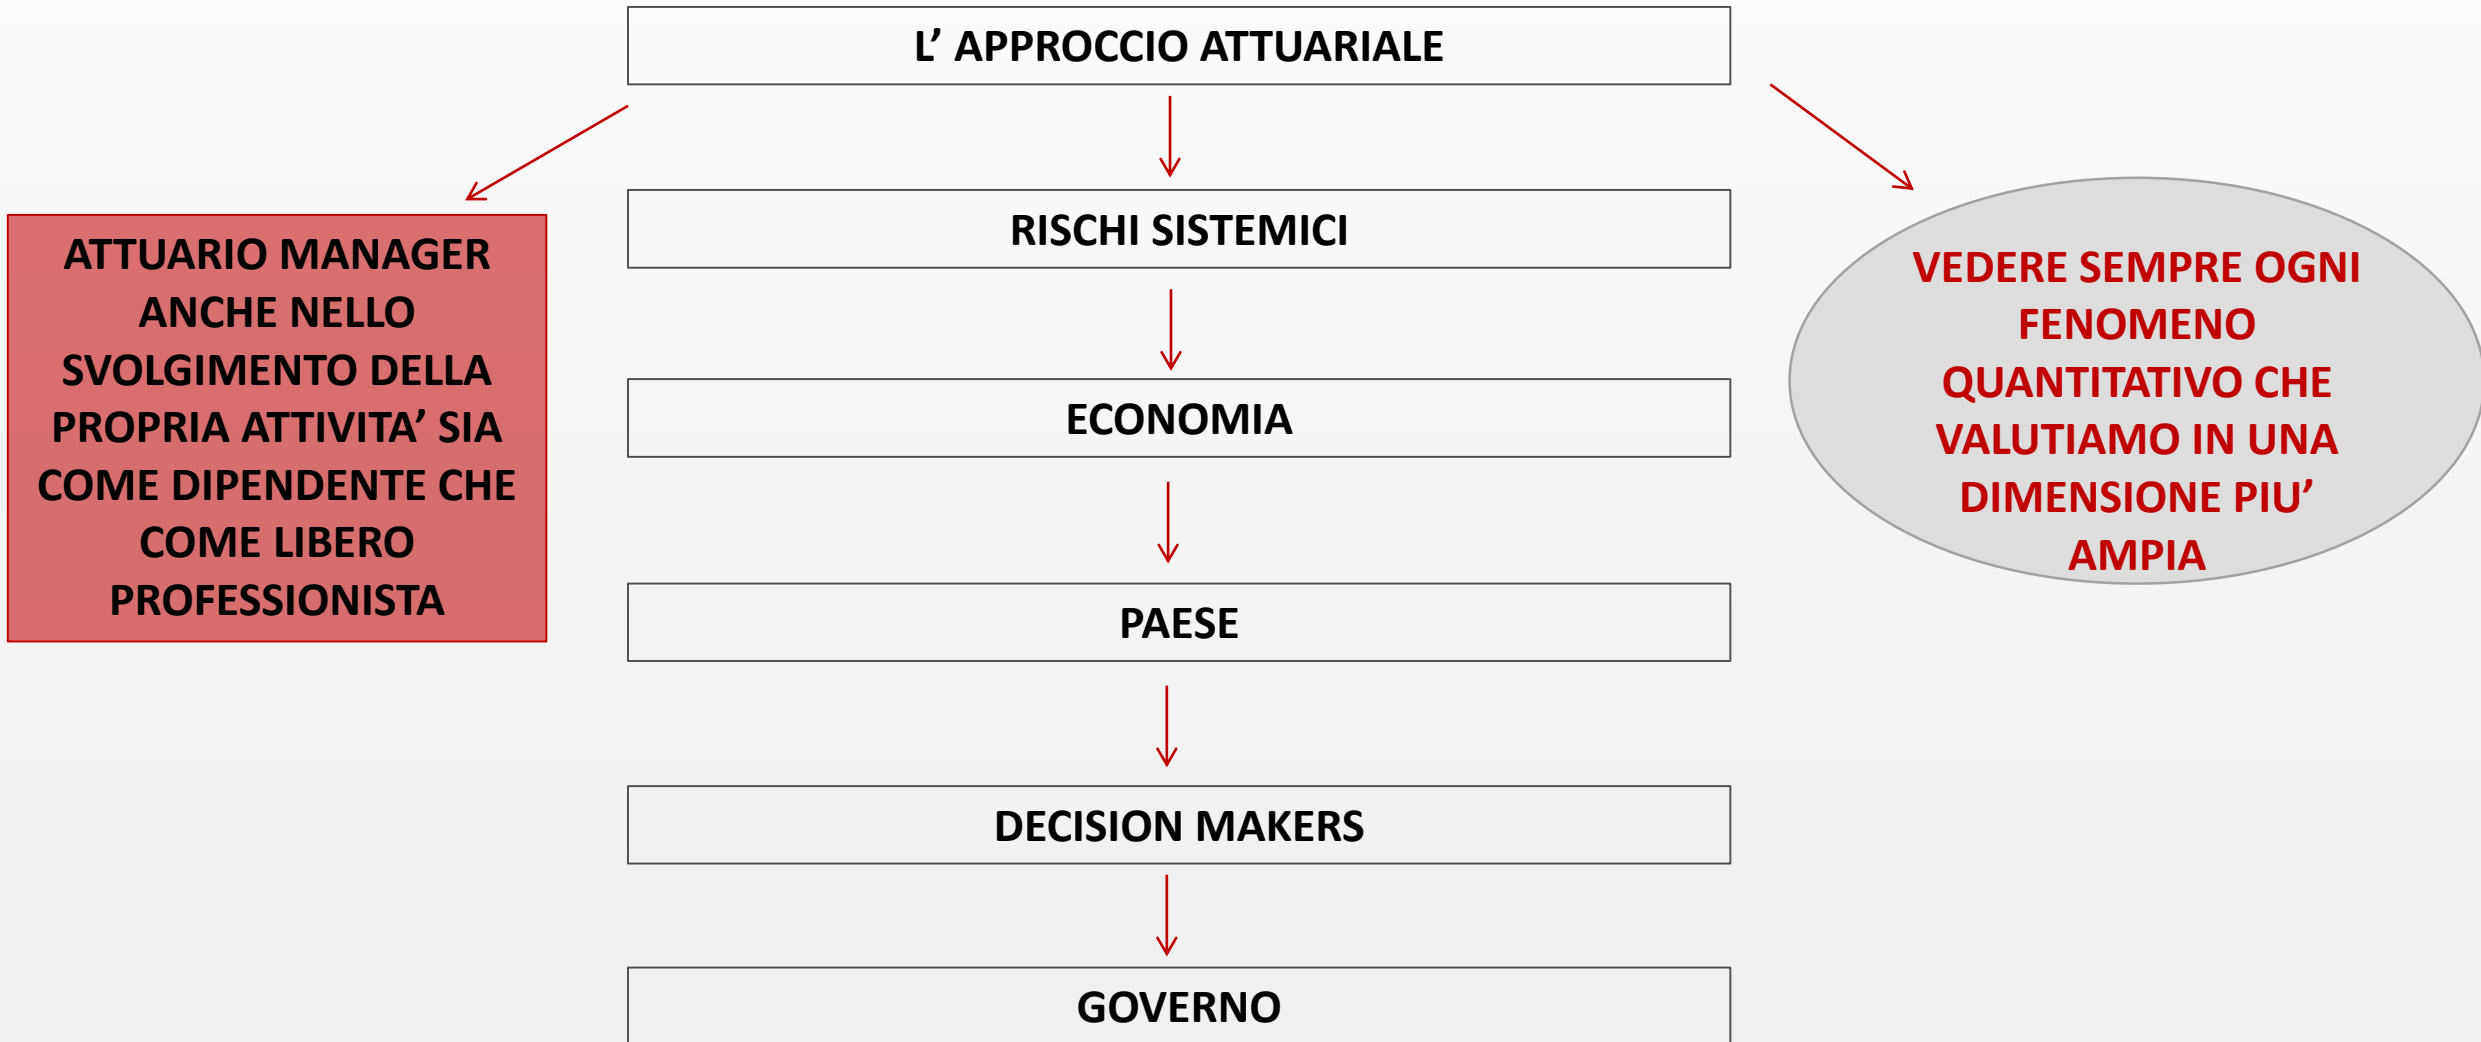 L’ APPROCCIO ATTUARIALE
RISCHI SISTEMICI
ECONOMIA
PAESE
DECISION MAKERS
GOVERNO
ATTUARIO MANAGER
ANCHE NELLO
SVOLGIMENTO DELLA
PROPRIA ATTIVITA’ SIA
COME DIPENDENTE CHE
COME LIBERO
PROFESSIONISTA
VEDERE SEMPRE OGNI
FENOMENO
QUANTITATIVO CHE
VALUTIAMO IN UNA
DIMENSIONE PIU’
AMPIA